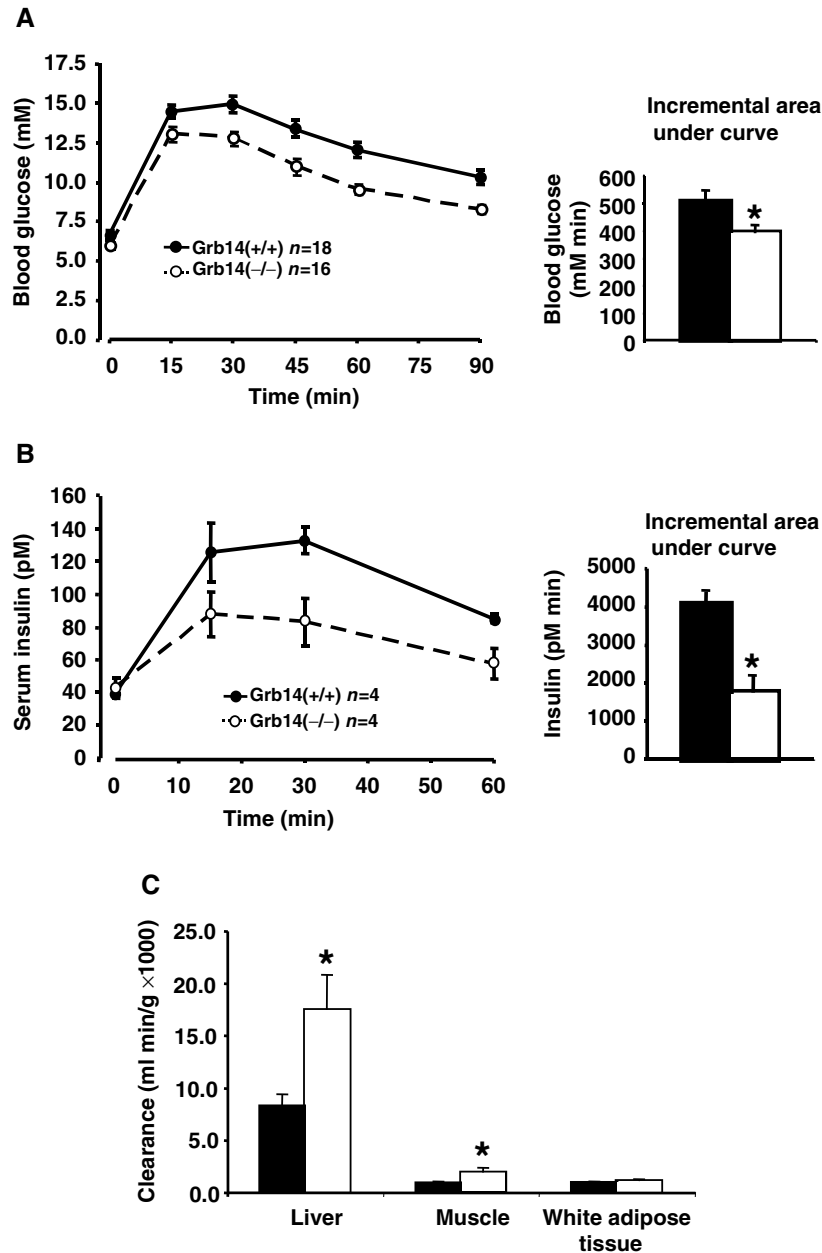 A
17.5
15.0
12.5
10.0
7.5
5.0
2.5
0.0
Blood glucose (mM)
Grb14(+/+) n=18
Grb14(−/−) n=16
0 15 30 45 60 75 90
Time (min)
Incremental area
under curve
600
500
400
300
200
100
0
Blood glucose
(mM min)
*
B
160
140
120
100
80
60
40
20
0
Serum insulin (pM)
Grb14(+/+) n=4
Grb14(−/−) n=4
0 10 20 30 40 50 60
Time (min)
Incremental area
under curve
5000
4000
3000
2000
1000
0
Insulin (pM min)
*
C
25.0
20.0
15.0
10.0
5.0
0.0
Clearance (ml min/g ×1000)
*
*
Liver Muscle White adipose
tissue